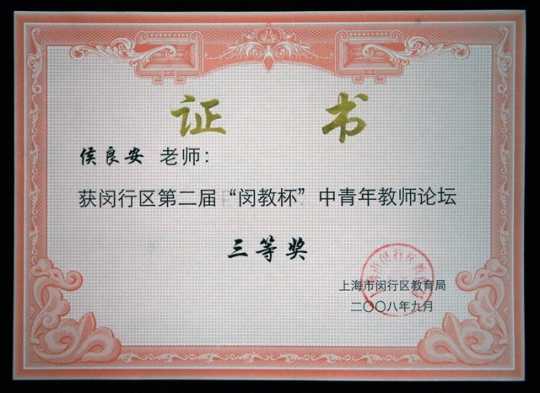 证 书
侯良安 老师：
获闵行区第二届“闵教杯”中青年教师论坛
三等奖
上海市闵行区教育局
二〇〇八年九月